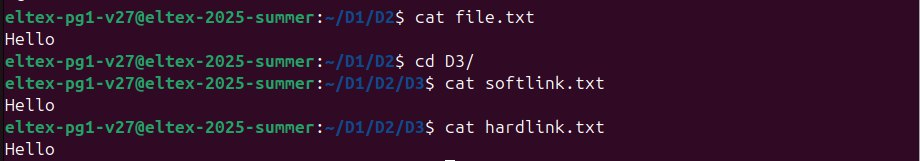 eltex-pg1-v27@eltex-2025-summer:~/D1/D2$ cat file.txt
Hello
eltex-pg1-v27@eltex-2025-summer:~/D1/D2$ cd D3/
eltex-pg1-v27@eltex-2025-summer:~/D1/D2/D3$ cat softlink.txt
Hello
eltex-pg1-v27@eltex-2025-summer:~/D1/D2/D3$ cat hardlink.txt
Hello